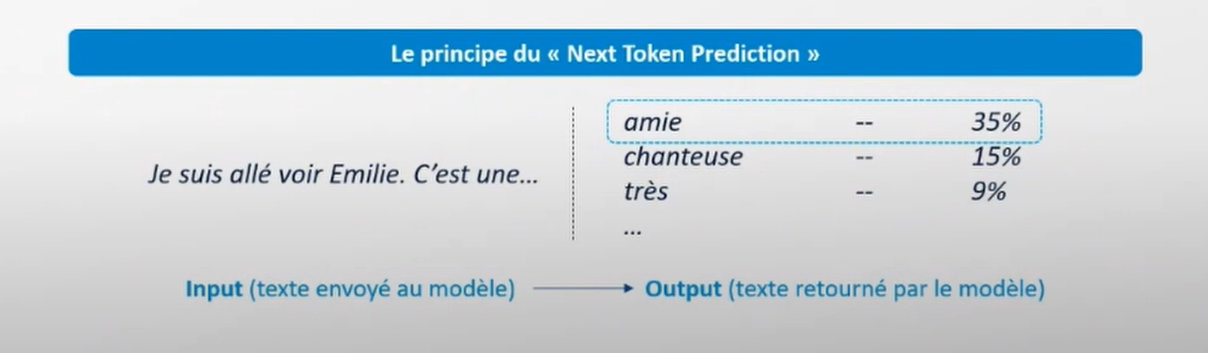 Le principe du « Next Token Prediction »
Je suis allé voir Emilie. C’est une…
amie -- 35%
chanteuse -- 15%
très -- 9%
…
Input (texte envoyé au modèle)
Output (texte retourné par le modèle)